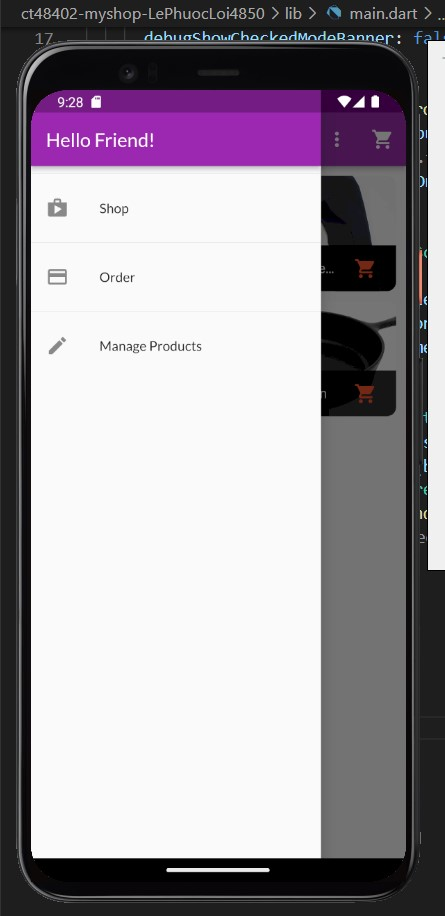 ct48402-myshop-LePhuocLoi4850 > lib > main.dart > ..
17
debugShowCheckedModeBanner: fal
9:28
Hello Friend!
Shop
Order
Manage Products